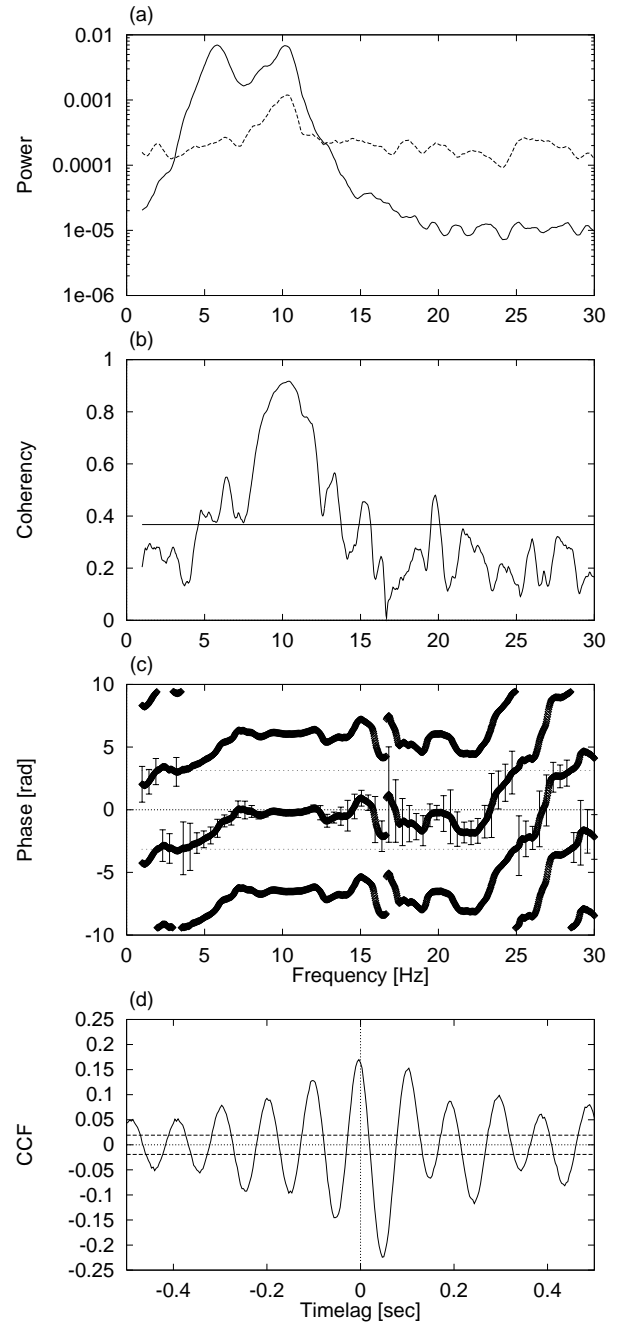 (a)
0.01
0.001
0.0001
1e-05
1e-06
Power
0 5 10 15 20 25 30
(b)
1
0.8
0.6
0.4
0.2
0
Coherency
0 5 10 15 20 25 30
(c)
10
5
0
-5
-10
Phase [rad]
0 5 10 15 20 25 30
Frequency [Hz]
(d)
0.25
0.2
0.15
0.1
0.05
0
-0.05
-0.1
-0.15
-0.2
-0.25
CCF
-0.4 -0.2 0 0.2 0.4
Timelag [sec]